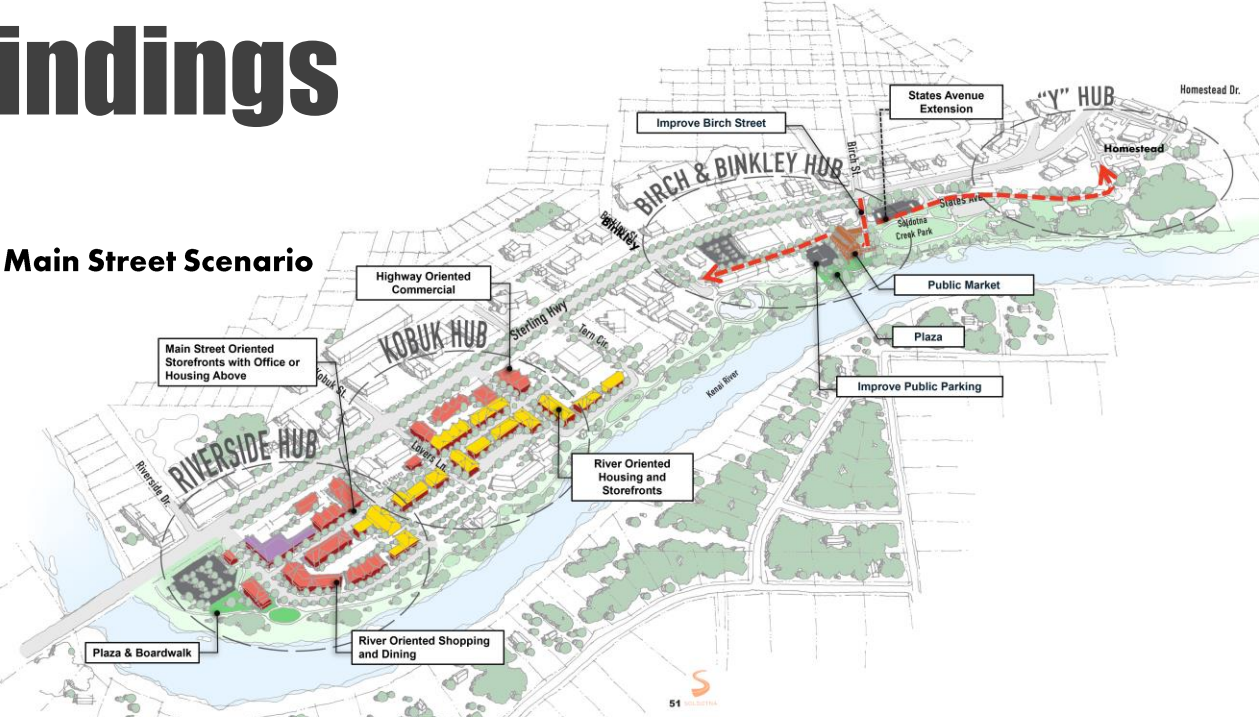 indings
Main Street Scenario
States Avenue
Extension
"Y" HUB
Homestead Dr.
Improve Birch Street
Homestead
Birch St.
BIRCH & BINKLEY HUB
States Ave
Soldotna
Creek Park
Binkley
Public Market
Highway Oriented
Commercial
Sterling Hwy
Plaza
KOBUK HUB
Tern Cir.
Main Street Oriented
Storefronts with Office or
Housing Above
Kobuk St.
Kenai River
Improve Public Parking
RIVERSIDE HUB
Lovers Ln.
Riverside Dr.
River Oriented
Housing and
Storefronts
Plaza & Boardwalk
River Oriented Shopping
and Dining
51
SOLDOTNA